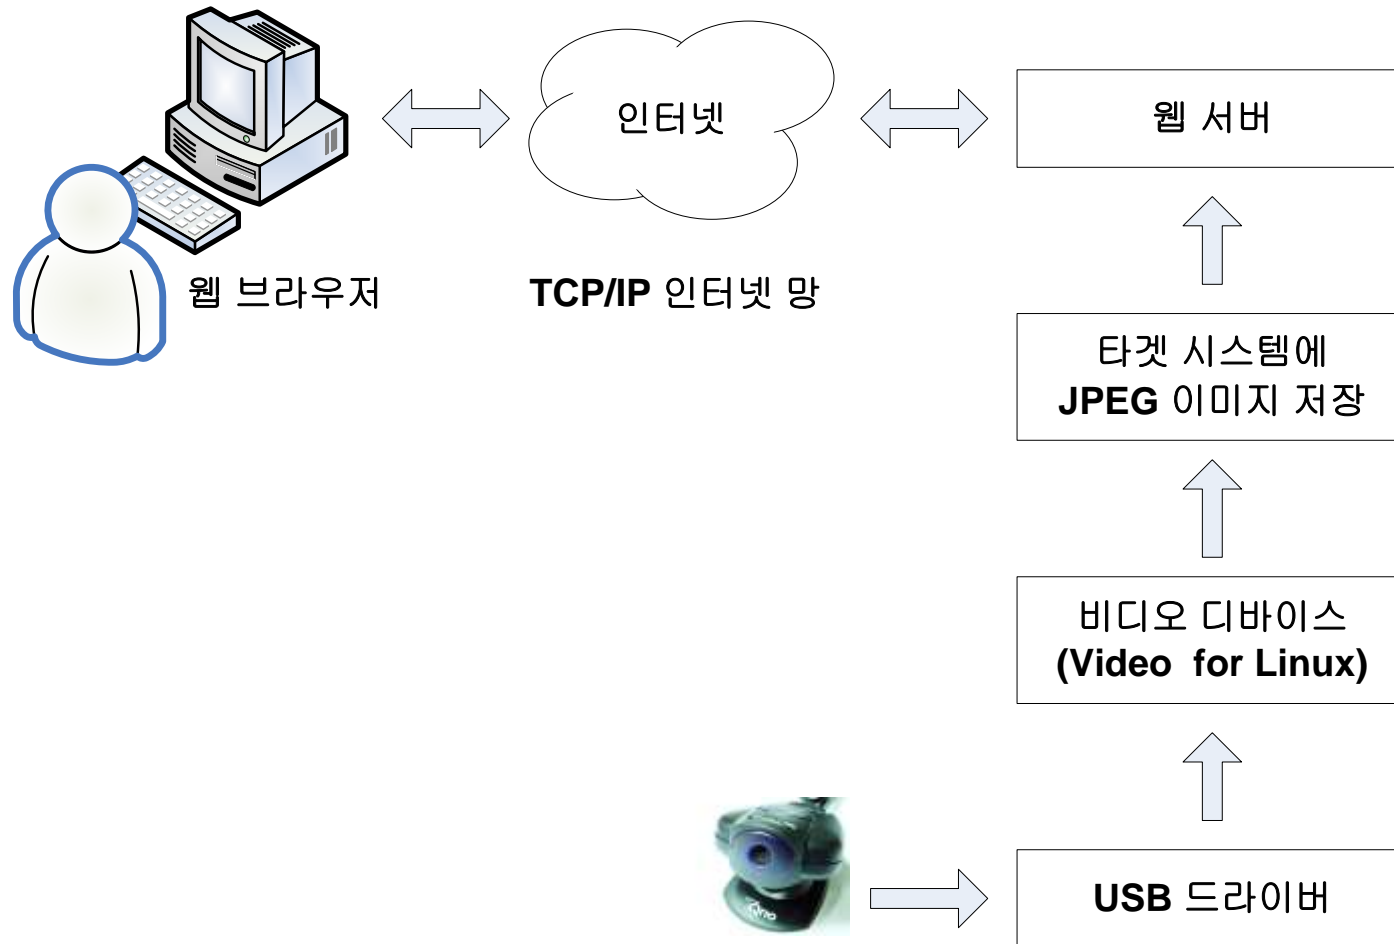 인터넷
웹 서버
웹 브라우저
TCP/IP 인터넷 망
타겟 시스템에
JPEG 이미지 저장
비디오 디바이스
(Video for Linux)
USB 드라이버